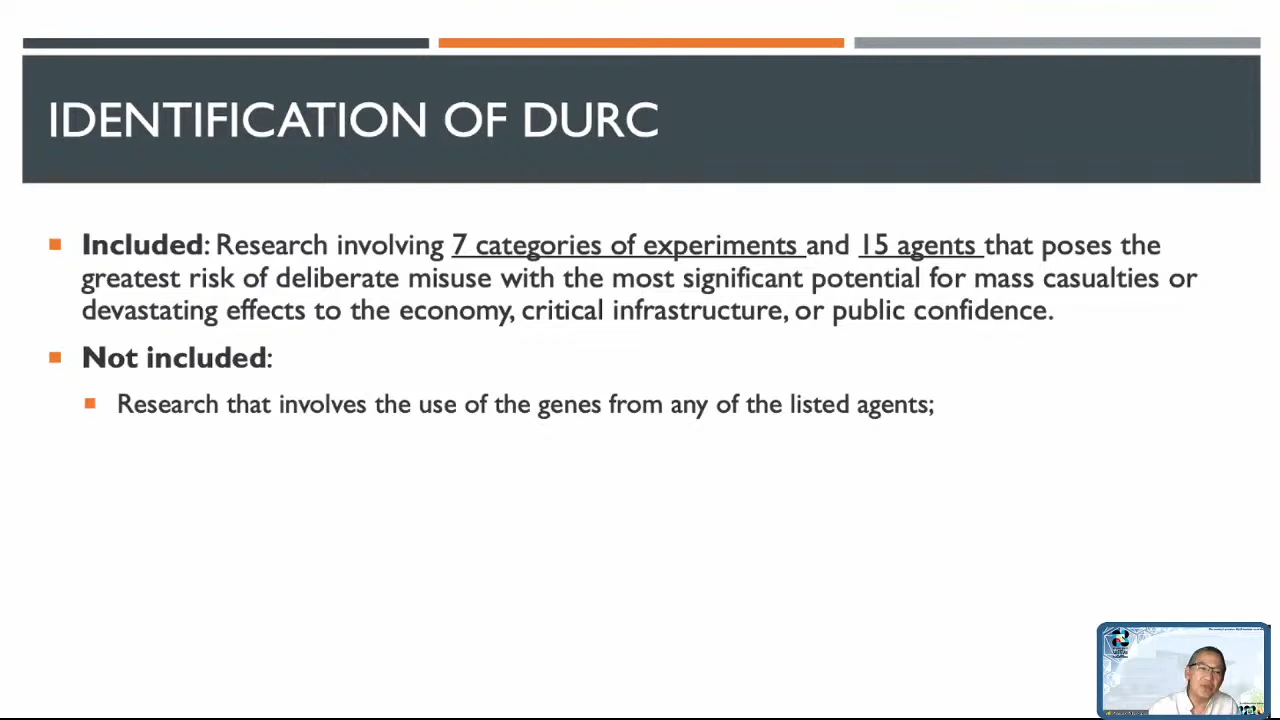 IDENTIFICATION OF DURC
Included: Research involving 7 categories of experiments and 15 agents that poses the
greatest risk of deliberate misuse with the most significant potential for mass casualties or
devastating effects to the economy, critical infrastructure, or public confidence.
Not included:
Research that involves the use of the genes from any of the listed agents;